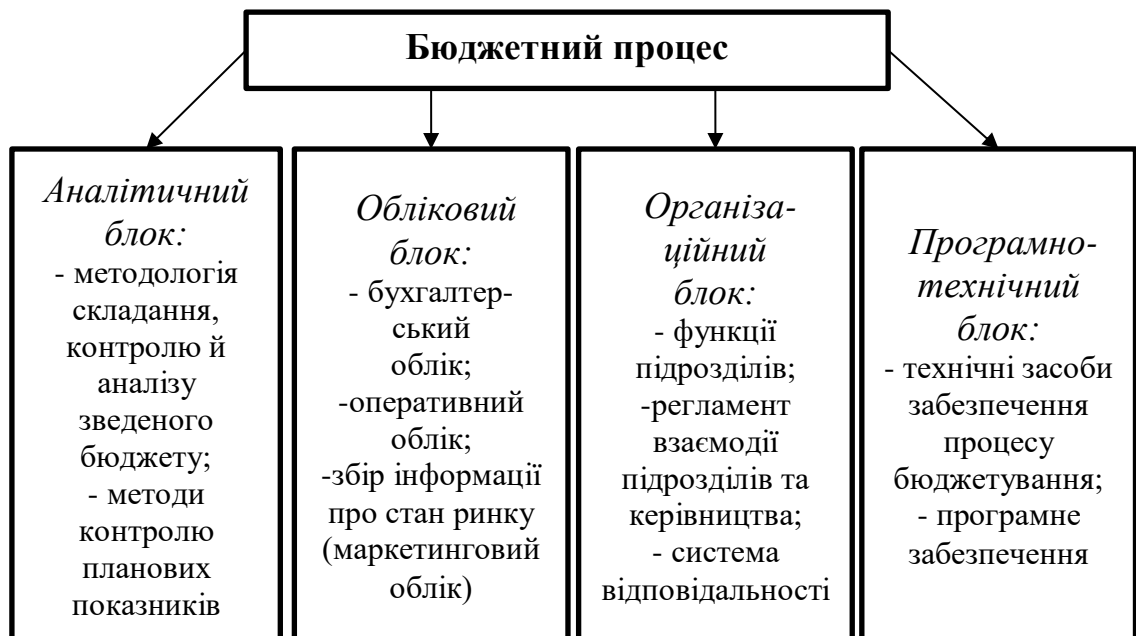 Бюджетний процес
Аналітичний
блок:
- методологія
складання,
контролю й
аналізу
зведеного
бюджету;
- методи
контролю
планових
показників
Обліковий
блок:
- бухгалтер-
ський
облік;
-оперативний
облік;
-збір інформації
про стан ринку
(маркетинговий
облік)
Організа-
ційний
блок:
- функції
підрозділів;
-регламент
взаємодії
підрозділів та
керівництва;
- система
відповідальності
Програмно-
технічний
блок:
- технічні засоби
забезпечення
процесу
бюджетування;
- програмне
забезпечення